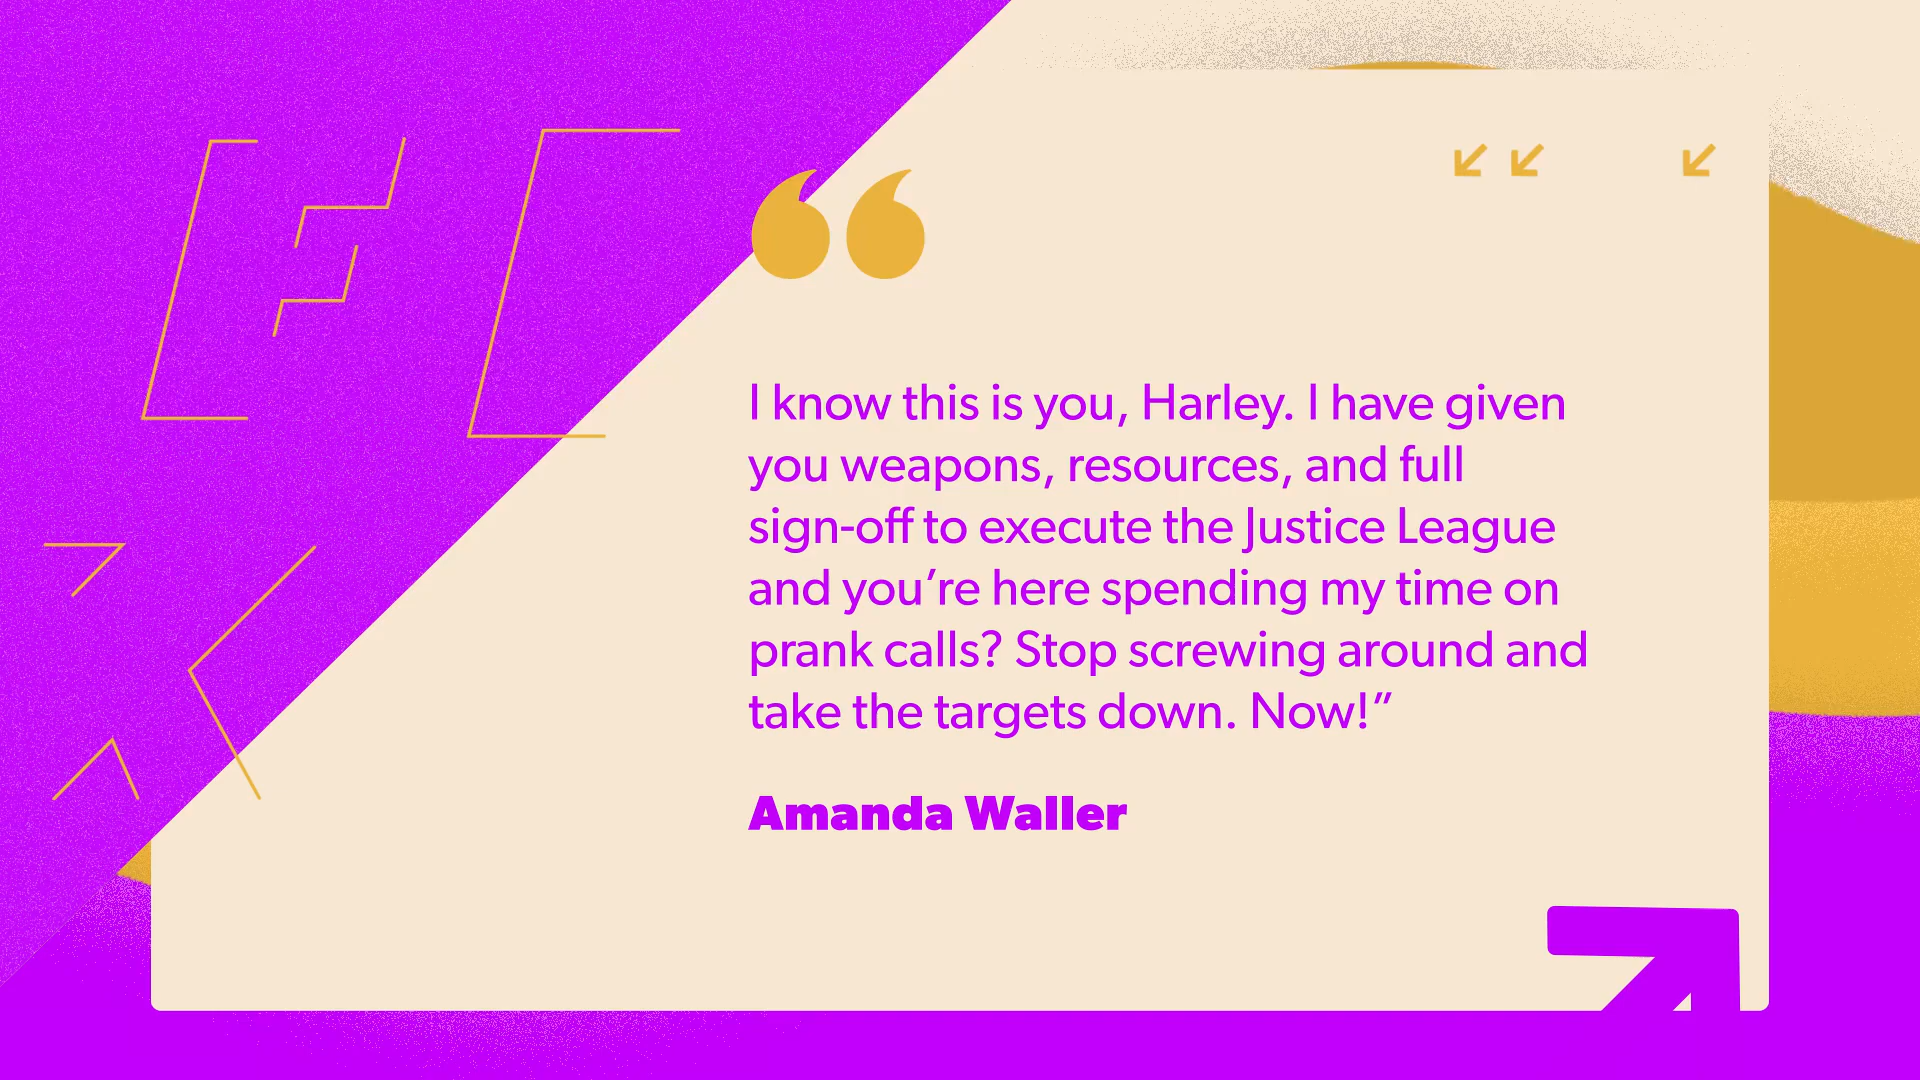 “
I know this is you, Harley. I have given
you weapons, resources, and full
sign-off to execute the Justice League
and you’re here spending my time on
prank calls? Stop screwing around and
take the targets down. Now!”
Amanda Waller